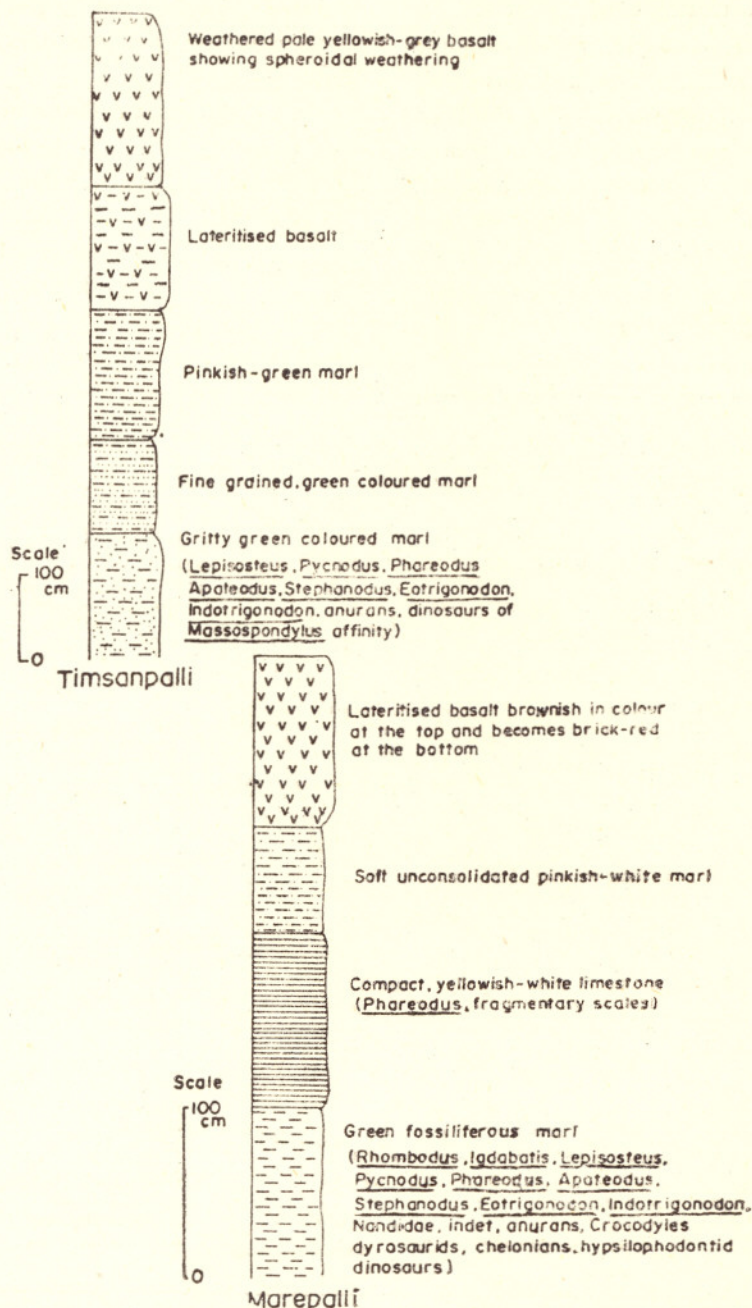 Weathered pale yellowish-grey basalt
showing spheroidal weathering
Lateritised basalt
Pinkish-green marl
Fine grained, green coloured marl
Gritty green coloured marl
(Lepisosteus, Pycnodus, Phareodus
Apateodus, Stephanodus, Eotrigonodon,
Indotrigonodon, anurans, dinosaurs of
Massospondylus affinity)
Scale
100
cm
0
Timsanpalli
Lateritised basalt brownish in colour
at the top and becomes brick-red
at the bottom
Soft unconsolidated pinkish-white marl
Compact, yellowish-white limestone
(Phareodus, fragmentary scales)
Scale
100
cm
0
Green fossiliferous marl
(Rhombodus, Igdabatis, Lepisosteus,
Pycnodus, Phareodus, Apateodus,
Stephanodus, Eotrigonodon, Indotrigonodon,
Nandidae, indet, anurans, Crocodyles
dyrosaurids, chelonians, hypsilophodontid
dinosaurs)
Marepalli